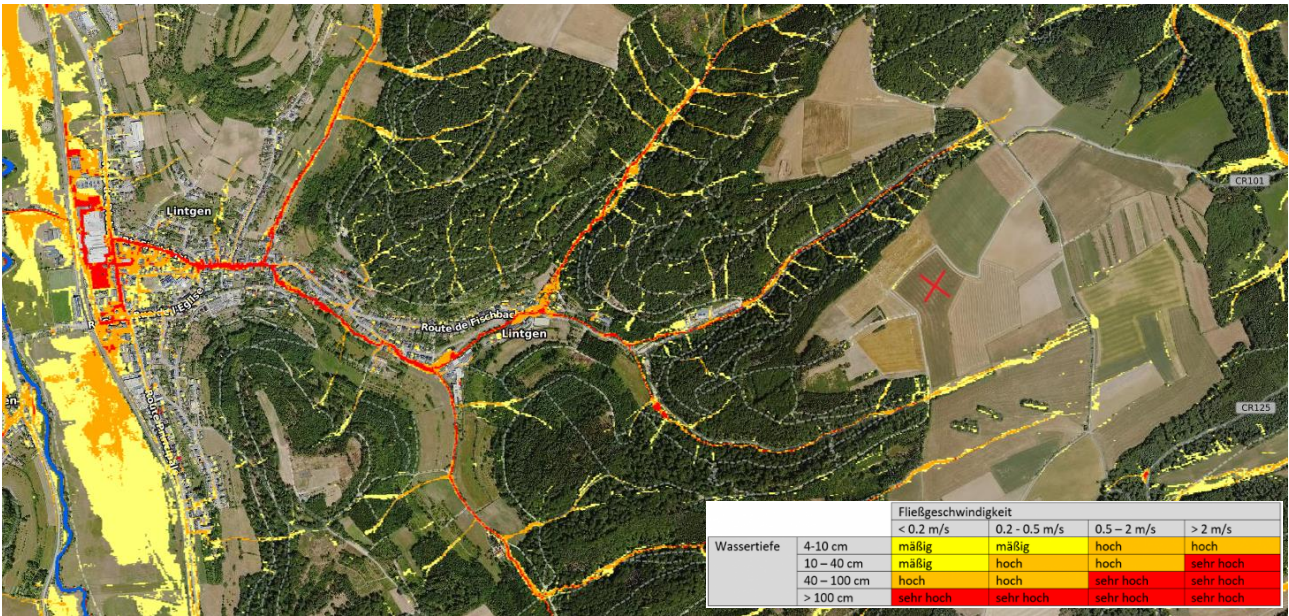 Lintgen
CR101
Route de Fischbac
Lintgen
CR125
Fließgeschwindigkeit
< 0.2 m/s 0.2 - 0.5 m/s 0.5 – 2 m/s > 2 m/s
Wassertiefe 4-10 cm mäßig mäßig hoch hoch
10 – 40 cm mäßig hoch hoch sehr hoch
40 – 100 cm hoch hoch sehr hoch sehr hoch
> 100 cm sehr hoch sehr hoch sehr hoch sehr hoch